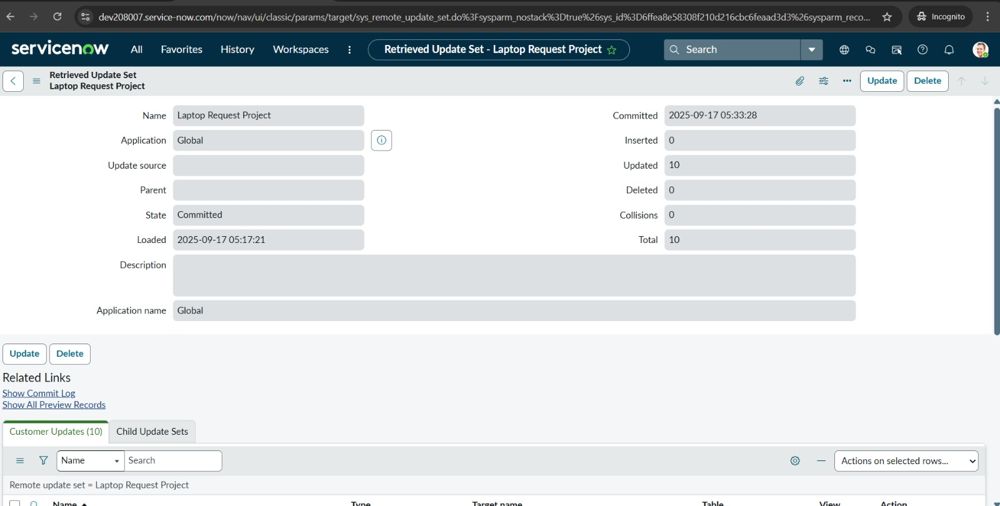 dev208007.service-now.com/now/nav/ui/classic/params/target/sys_remote_update_set.do%3Fsysparm_nostack%3Dtrue%26sys_id%3D6ffea8e58308f210d216cbc6feaad3d3%26sysparm_reco...
Incognito
servicenow All Favorites History Workspaces Retrieved Update Set - Laptop Request Project Search
Retrieved Update Set
Laptop Request Project
Update Delete
Name Laptop Request Project Committed 2025-09-17 05:33:28
Application Global Inserted 0
Update source Updated 10
Parent Deleted 0
State Committed Collisions 0
Loaded 2025-09-17 05:17:21 Total 10
Description
Application name Global
Update Delete
Related Links
Show Commit Log
Show All Preview Records
Customer Updates (10) Child Update Sets
Name Search Actions on selected rows...
Remote update set = Laptop Request Project
Name Type Target name Table View Action